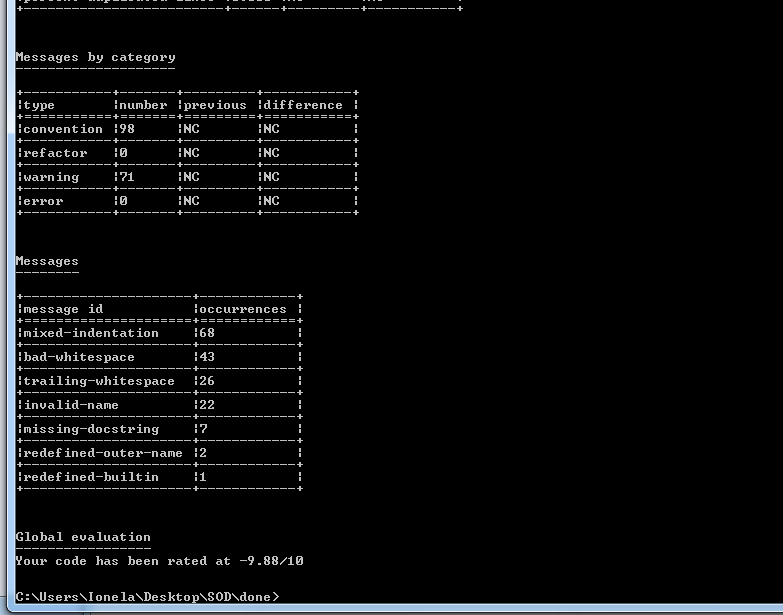 Messages by category
--------------------
+-----------+-------+---------+-----------+
|type |number |previous |difference |
+===========+=======+=========+===========+
|convention |98 |NC |NC |
+-----------+-------+---------+-----------+
|refactor |0 |NC |NC |
+-----------+-------+---------+-----------+
|warning |71 |NC |NC |
+-----------+-------+---------+-----------+
|error |0 |NC |NC |
+-----------+-------+---------+-----------+
Messages
--------
+---------------------+------------+
|message id |occurrences |
+=====================+============+
|mixed-indentation |68 |
+---------------------+------------+
|bad-whitespace |43 |
+---------------------+------------+
|trailing-whitespace |26 |
+---------------------+------------+
|invalid-name |22 |
+---------------------+------------+
|missing-docstring |7 |
+---------------------+------------+
|redefined-outer-name |2 |
+---------------------+------------+
|redefined-builtin |1 |
+---------------------+------------+
Global evaluation
-----------------
Your code has been rated at -9.88/10
C:\Users\Ionela\Desktop\SOD\done>